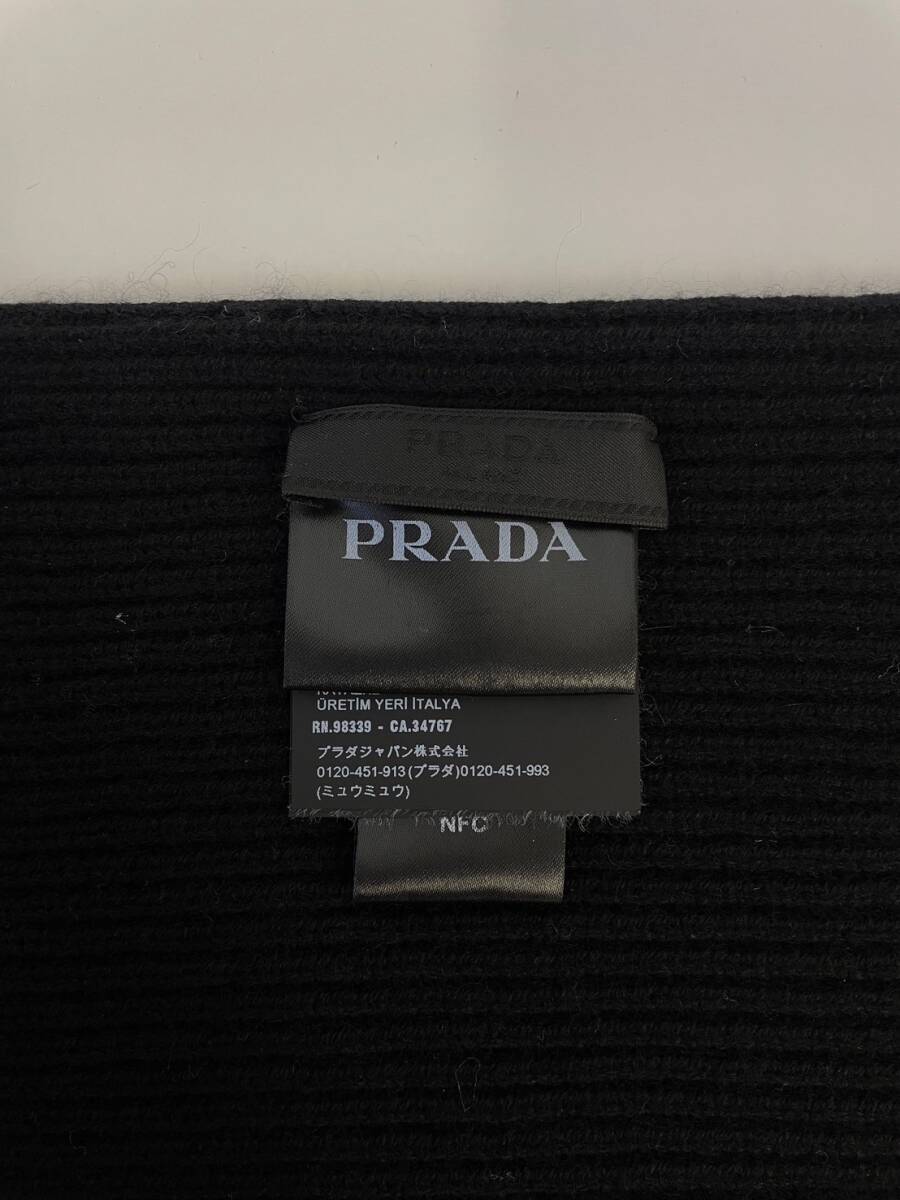 PRADA
MILANO
PRADA
ÜRETİM YERİ İTALYA
RN.98339 - CA.34767
プラダジャパン株式会社
0120-451-913(プラダ)0120-451-993
(ミュウミュウ)
NFC